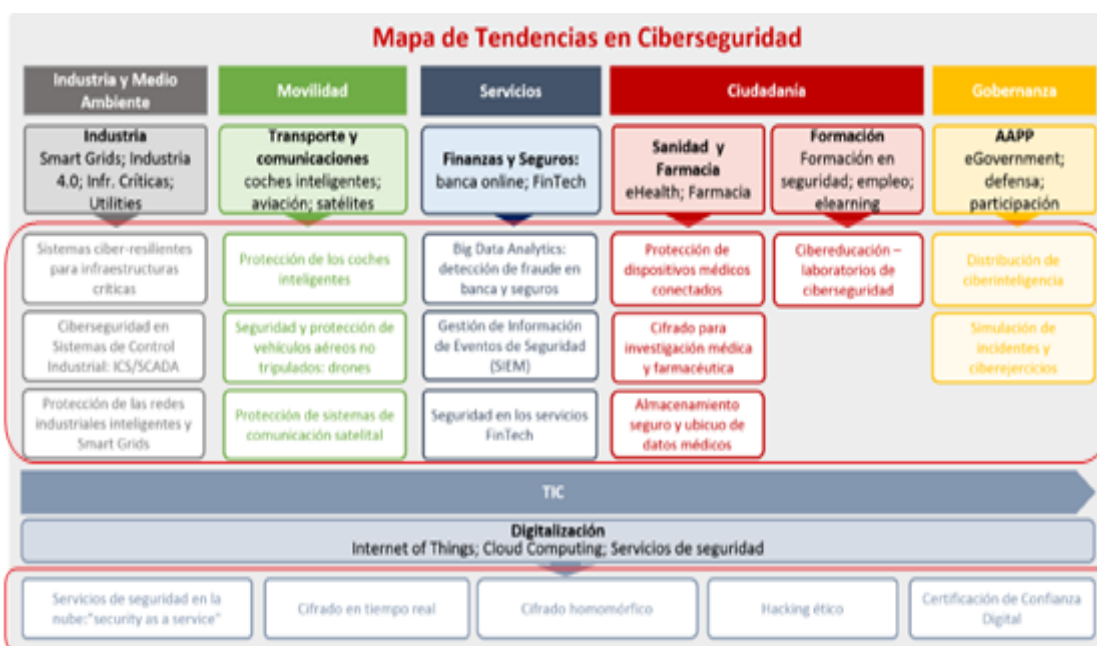 Mapa de Tendencias en Ciberseguridad
Industria y Medio
Ambiente
Movilidad
Servicios
Ciudadanía
Gobernanza
Industria
Smart Grids; Industria
4.0; Infr. Críticas;
Utilities
Transporte y
comunicaciones
coches inteligentes;
aviación; satélites
Finanzas y Seguros:
banca online; FinTech
Sanidad y
Farmacia
eHealth; Farmacia
Formación
Formación en
seguridad; empleo;
elearning
AAPP
eGovernment;
defensa;
participación
Sistemas ciber-resilientes
para infraestructuras
críticas
Protección de los coches
inteligentes
Big Data Analytics:
detección de fraude en
banca y seguros
Protección de
dispositivos médicos
conectados
Cibereducación –
laboratorios de
ciberseguridad
Distribución de
ciberinteligencia
Ciberseguridad en
Sistemas de Control
Industrial: ICS/SCADA
Seguridad y protección de
vehículos aéreos no
tripulados: drones
Gestión de Información
de Eventos de Seguridad
(SIEM)
Cifrado para
investigación médica
y farmacéutica
Simulación de
incidentes y
ciberejercicios
Protección de las redes
industriales inteligentes y
Smart Grids
Protección de sistemas de
comunicación satelital
Seguridad en los servicios
FinTech
Almacenamiento
seguro y ubicuo de
datos médicos
TIC
Digitalización
Internet of Things; Cloud Computing; Servicios de seguridad
Servicios de seguridad en la
nube:"security as a service"
Cifrado en tiempo real
Cifrado homomórfico
Hacking ético
Certificación de Confianza
Digital